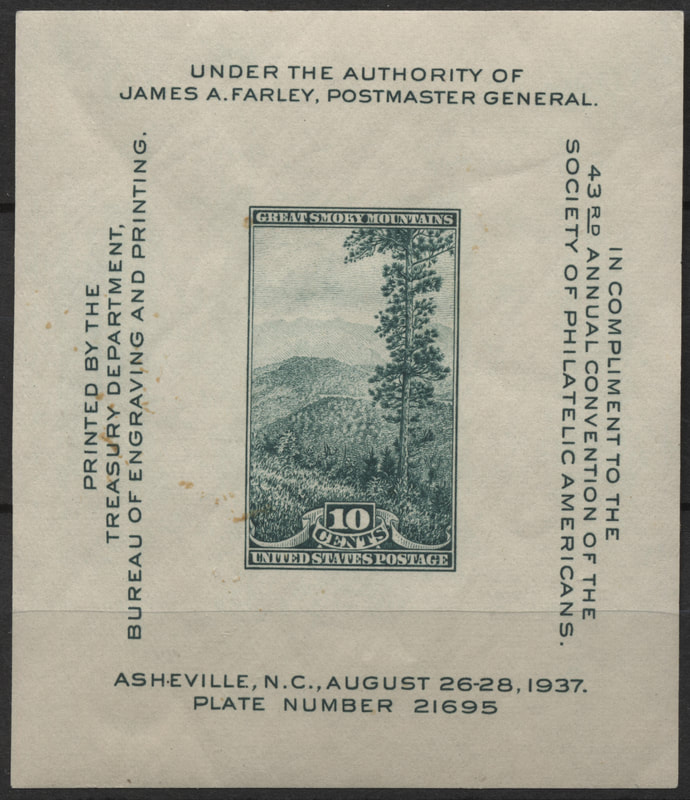 UNDER THE AUTHORITY OF
JAMES A. FARLEY, POSTMASTER GENERAL.
PRINTED BY THE
TREASURY DEPARTMENT,
BUREAU OF ENGRAVING AND PRINTING.
GREAT SMOKY MOUNTAINS
10
CENTS
UNITED STATES POSTAGE
IN COMPLIMENT TO THE
43RD ANNUAL CONVENTION OF THE
SOCIETY OF PHILATELIC AMERICANS.
ASHEVILLE, N.C., AUGUST 26-28, 1937.
PLATE NUMBER 21695